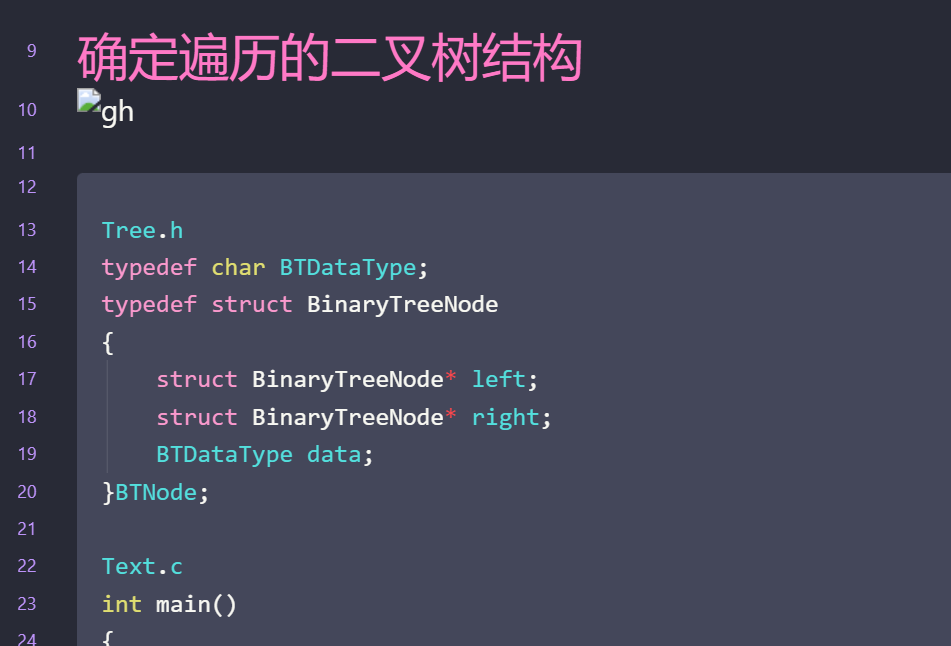 9 确定遍历的二叉树结构
10 gh
11
12
13 Tree.h
14 typedef char BTDataType;
15 typedef struct BinaryTreeNode
16 {
17     struct BinaryTreeNode* left;
18     struct BinaryTreeNode* right;
19     BTDataType data;
20 }BTNode;
21
22 Text.c
23 int main()
24 {